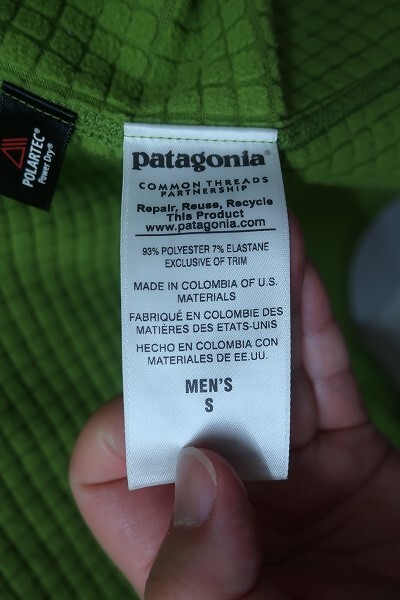 POLARTEC®
Power Dry®
patagonia®
COMMON THREADS
PARTNERSHIP
Repair, Reuse, Recycle
This Product
www.patagonia.com
93% POLYESTER 7% ELASTANE
EXCLUSIVE OF TRIM
MADE IN COLOMBIA OF U.S.
MATERIALS
FABRIQUÉ EN COLOMBIE DES
MATIÈRES DES ETATS-UNIS
HECHO EN COLOMBIA CON
MATERIALES DE EE.UU.
MEN'S
S